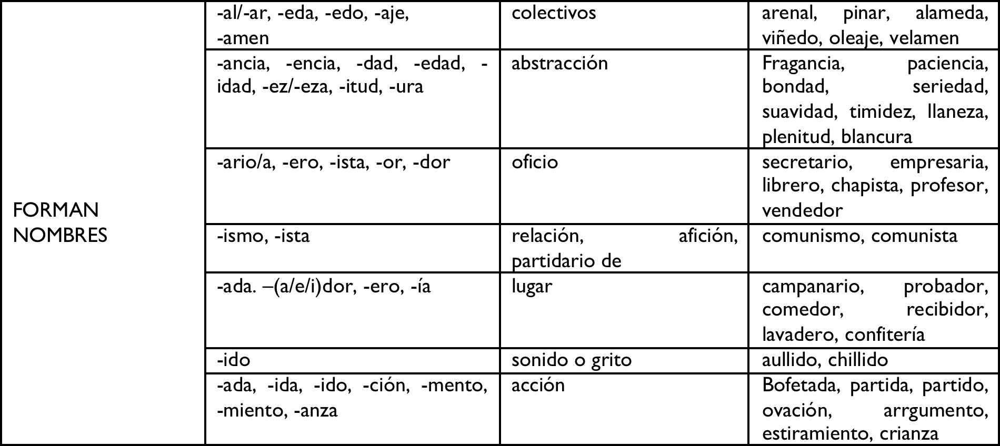 FORMAN
NOMBRES
-al/-ar, -eda, -edo, -aje,
-amen
colectivos
arenal, pinar, alameda,
viñedo, oleaje, velamen
-ancia, -encia, -dad, -edad, -
idad, -ez/-eza, -itud, -ura
abstracción
Fragancia, paciencia,
bondad, seriedad,
suavidad, timidez, llaneza,
plenitud, blancura
-ario/a, -ero, -ista, -or, -dor
oficio
secretario, empresaria,
librero, chapista, profesor,
vendedor
-ismo, -ista
relación, afición,
partidario de
comunismo, comunista
-ada. –(a/e/i)dor, -ero, -ía
lugar
campanario, probador,
comedor, recibidor,
lavadero, confitería
-ido
sonido o grito
aullido, chillido
-ada, -ida, -ido, -ción, -mento,
-miento, -anza
acción
Bofetada, partida, partido,
ovación, arrgumento,
estiramiento, crianza